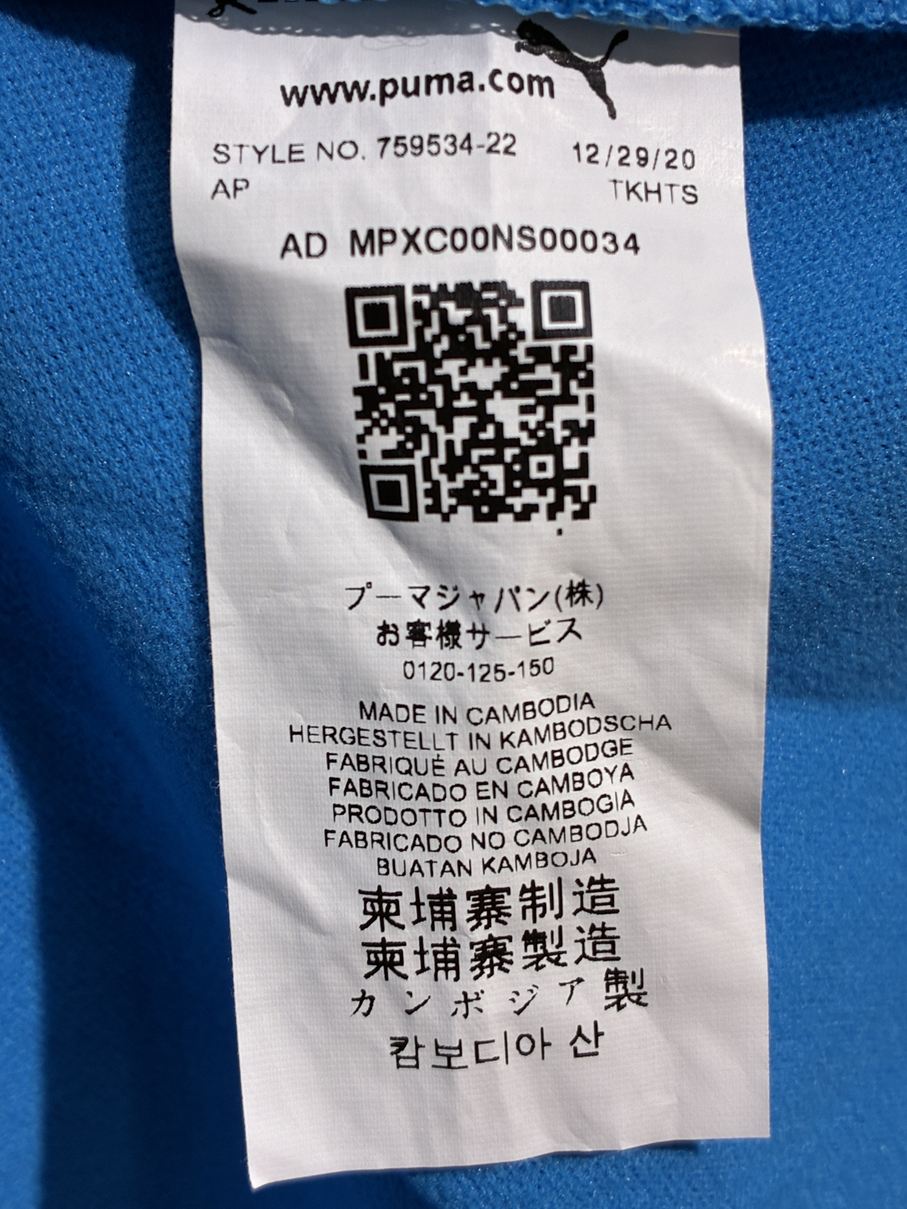 www.puma.com
STYLE NO. 759534-22 12/29/20
AP TKHTS
AD MPXC00NS00034
プーマジャパン(株)
お客様サービス
0120-125-150
MADE IN CAMBODIA
HERGESTELLT IN KAMBODSCHA
FABRIQUÉ AU CAMBODGE
FABRICADO EN CAMBOYA
PRODOTTO IN CAMBOGIA
FABRICADO NO CAMBODJA
BUATAN KAMBOJA
柬埔寨制造
柬埔寨製造
カンボジア製
캄보디아 산